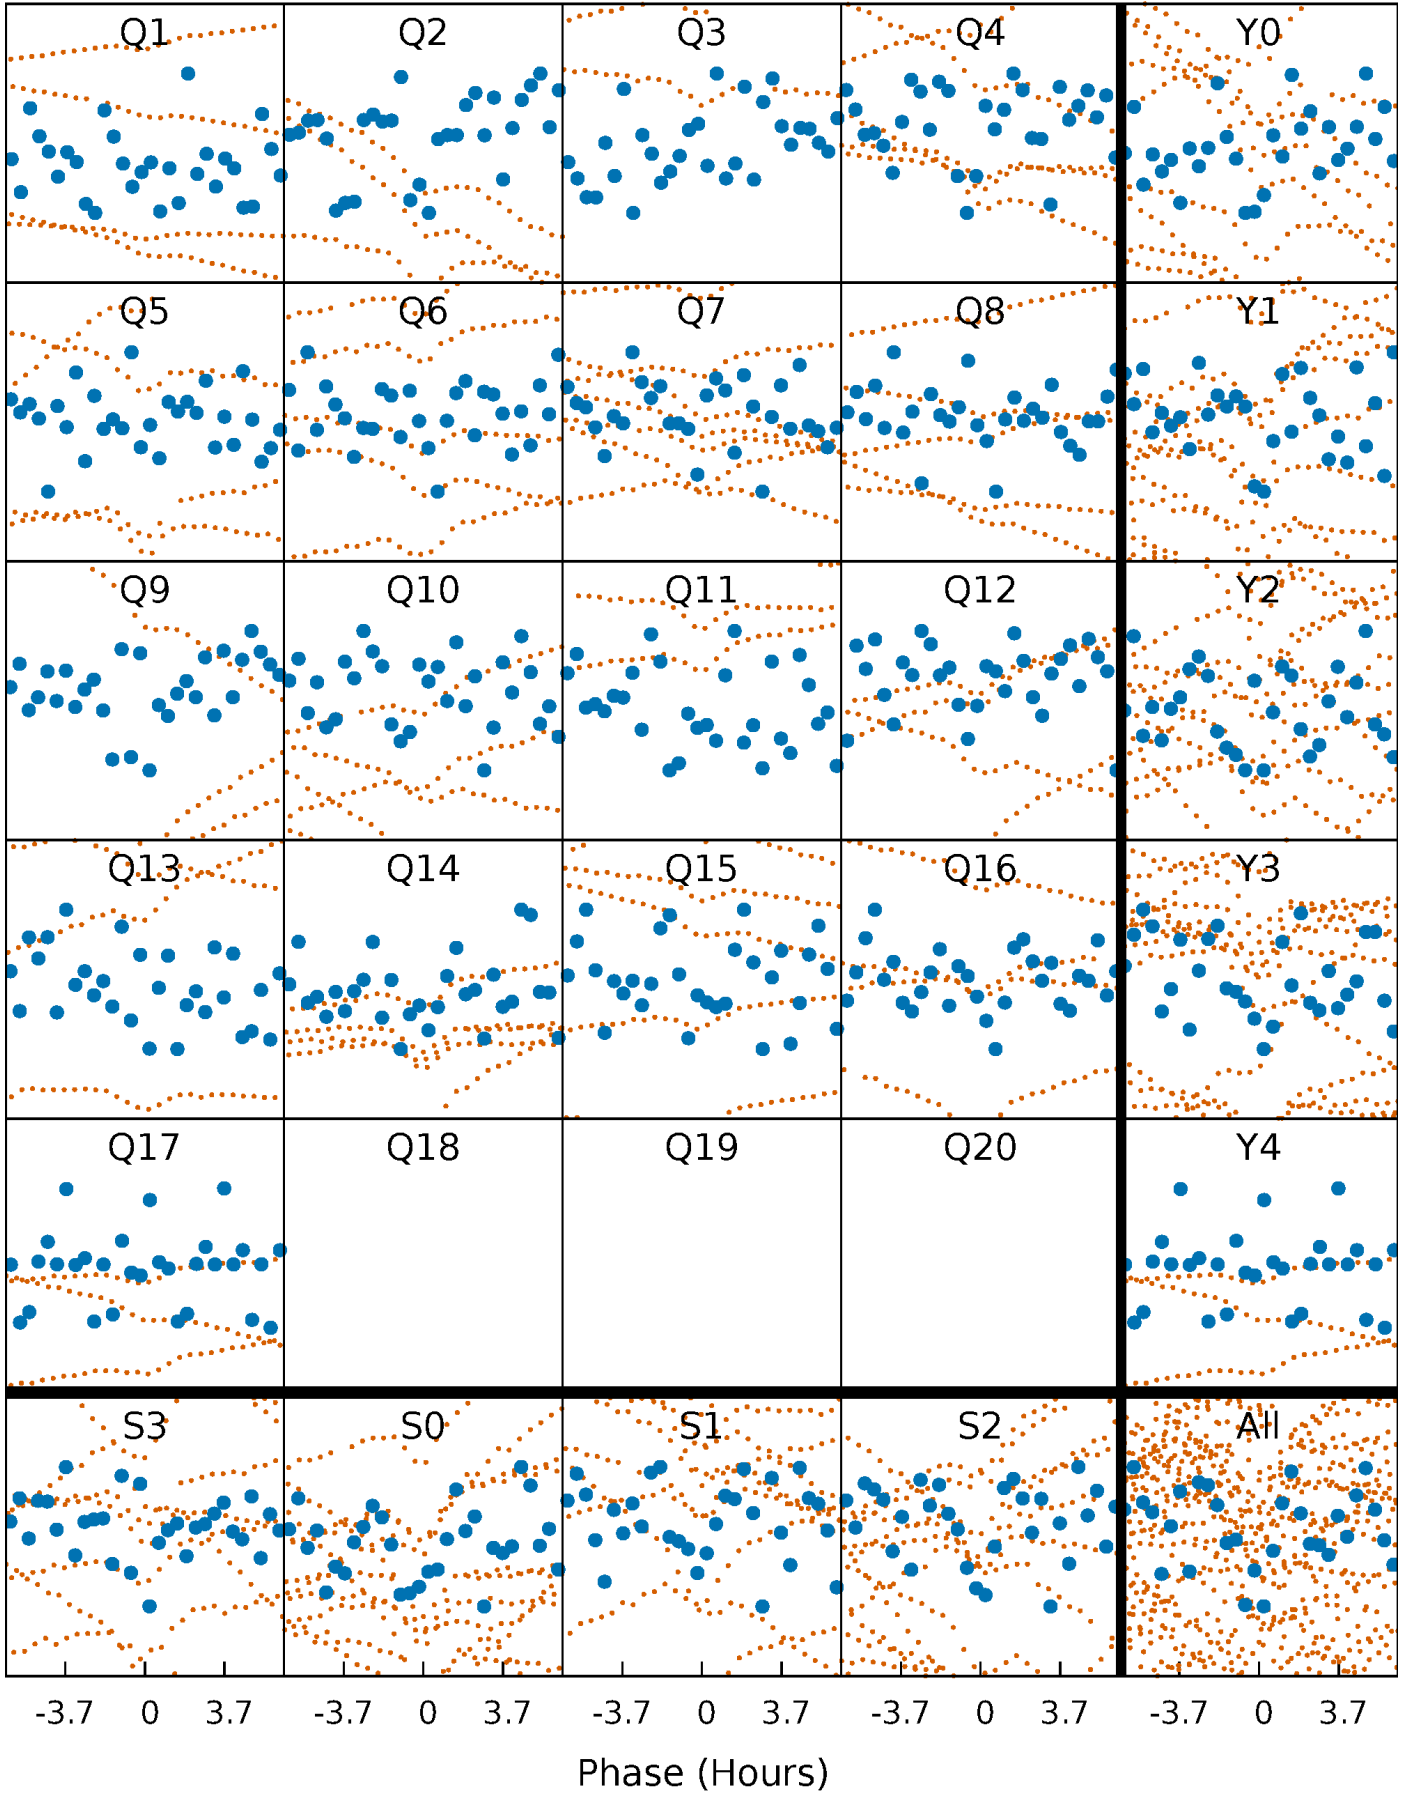 Q1 Q2 Q3 Q4 Y0
Q5 Q6 Q7 Q8 Y1
Q9 Q10 Q11 Q12 Y2
Q13 Q14 Q15 Q16 Y3
Q17 Q18 Q19 Q20 Y4
S3 S0 S1 S2 All
-3.7 0 3.7 -3.7 0 3.7 -3.7 0 3.7 -3.7 0 3.7 -3.7 0 3.7
Phase (Hours)